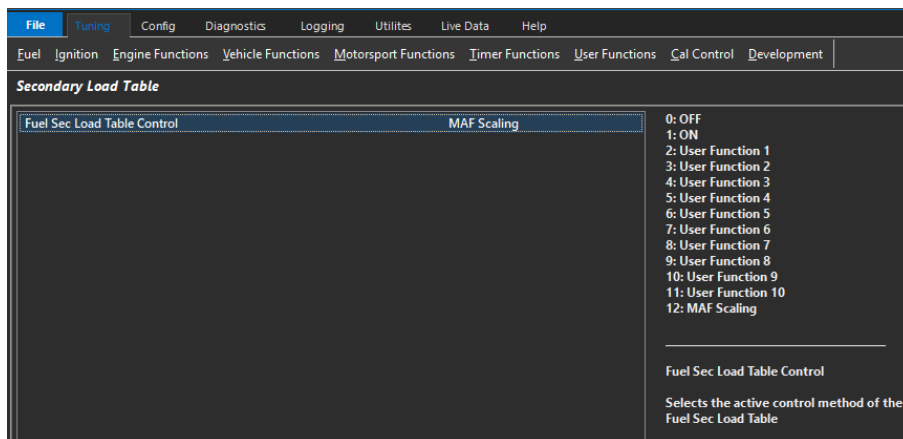 File Tuning Config Diagnostics Logging Utilites Live Data Help
Fuel Ignition Engine Functions Vehicle Functions Motorsport Functions Timer Functions User Functions Cal Control Development
Secondary Load Table
Fuel Sec Load Table Control MAF Scaling
0: OFF
1: ON
2: User Function 1
3: User Function 2
4: User Function 3
5: User Function 4
6: User Function 5
7: User Function 6
8: User Function 7
9: User Function 8
10: User Function 9
11: User Function 10
12: MAF Scaling
Fuel Sec Load Table Control
Selects the active control method of the
Fuel Sec Load Table